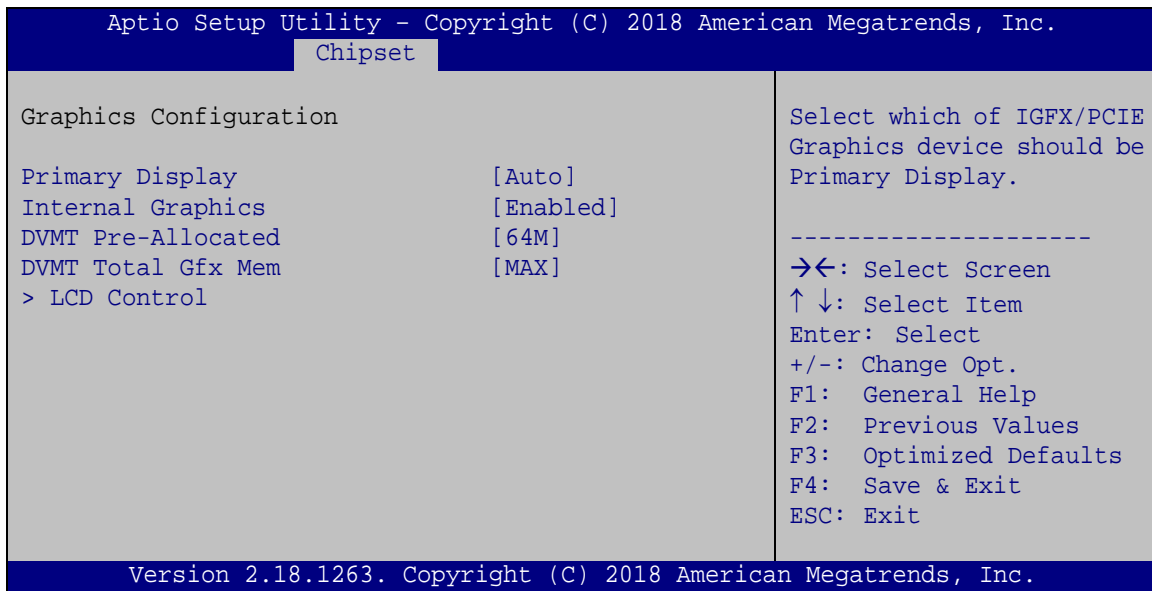 Aptio Setup Utility – Copyright (C) 2018 American Megatrends, Inc.
Chipset
Graphics Configuration
Primary Display [Auto]
Internal Graphics [Enabled]
DVMT Pre-Allocated [64M]
DVMT Total Gfx Mem [MAX]
> LCD Control
Select which of IGFX/PCIE
Graphics device should be
Primary Display.
---------------------
→←: Select Screen
↑ ↓: Select Item
Enter: Select
+/-: Change Opt.
F1: General Help
F2: Previous Values
F3: Optimized Defaults
F4: Save & Exit
ESC: Exit
Version 2.18.1263. Copyright (C) 2018 American Megatrends, Inc.